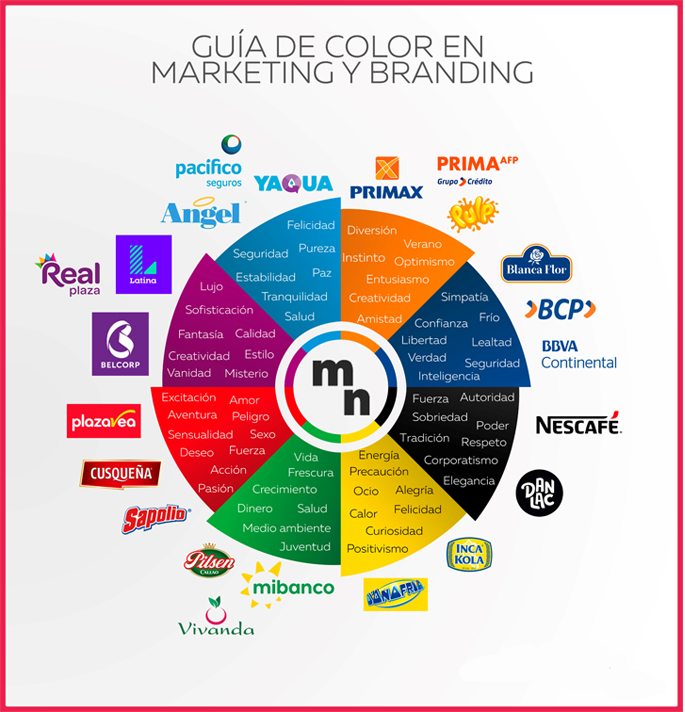 GUÍA DE COLOR EN
MARKETING Y BRANDING
pacífico
seguros
YAQUA
Angel
PRIMAX
PRIMA AFP
Grupo Crédito
Pulp
Real
plaza
Latina
BELCORP
plazaVea
CUSQUEÑA
Sapolio
Pilsen
CALLAO
mibanco
Vivanda
Blanca Flor
BCP
BBVA
Continental
NESCAFÉ
DAN
LAC
INCA
KOLA
Felicidad
Pureza
Seguridad
Paz
Estabilidad
Tranquilidad
Salud
Diversión
Verano
Instinto
Optimismo
Entusiasmo
Creatividad
Amistad
Simpatía
Frío
Confianza
Libertad
Lealtad
Verdad
Seguridad
Inteligencia
Fuerza
Autoridad
Sobriedad
Poder
Tradición
Respeto
Corporatismo
Elegancia
Energía
Precaución
Ocio
Alegría
Calor
Felicidad
Curiosidad
Positivismo
Vida
Frescura
Crecimiento
Dinero
Salud
Medio ambiente
Juventud
Excitación
Amor
Aventura
Peligro
Sensualidad
Sexo
Deseo
Fuerza
Acción
Pasión
Lujo
Sofisticación
Fantasía
Calidad
Creatividad
Estilo
Vanidad
Misterio
mn